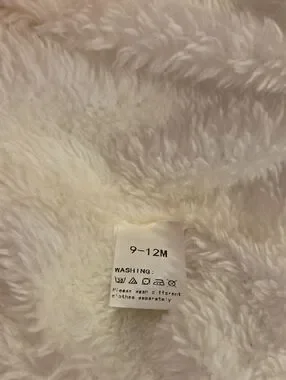 9-12M
WASHING:
Please wash different
clothes separately